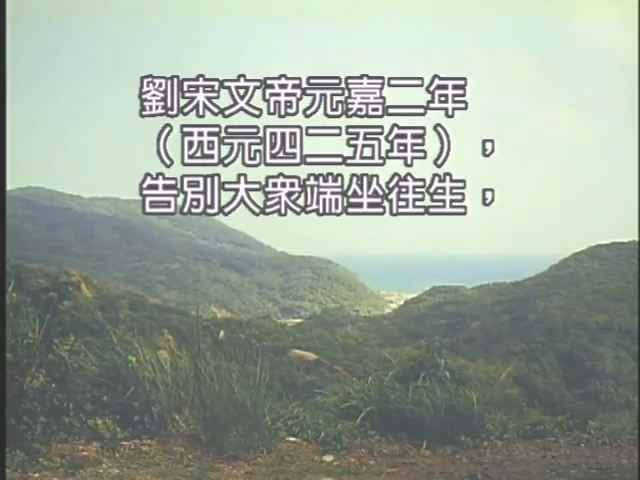 劉宋文帝元嘉二年
（西元四二五年），
告別大眾端坐往生，